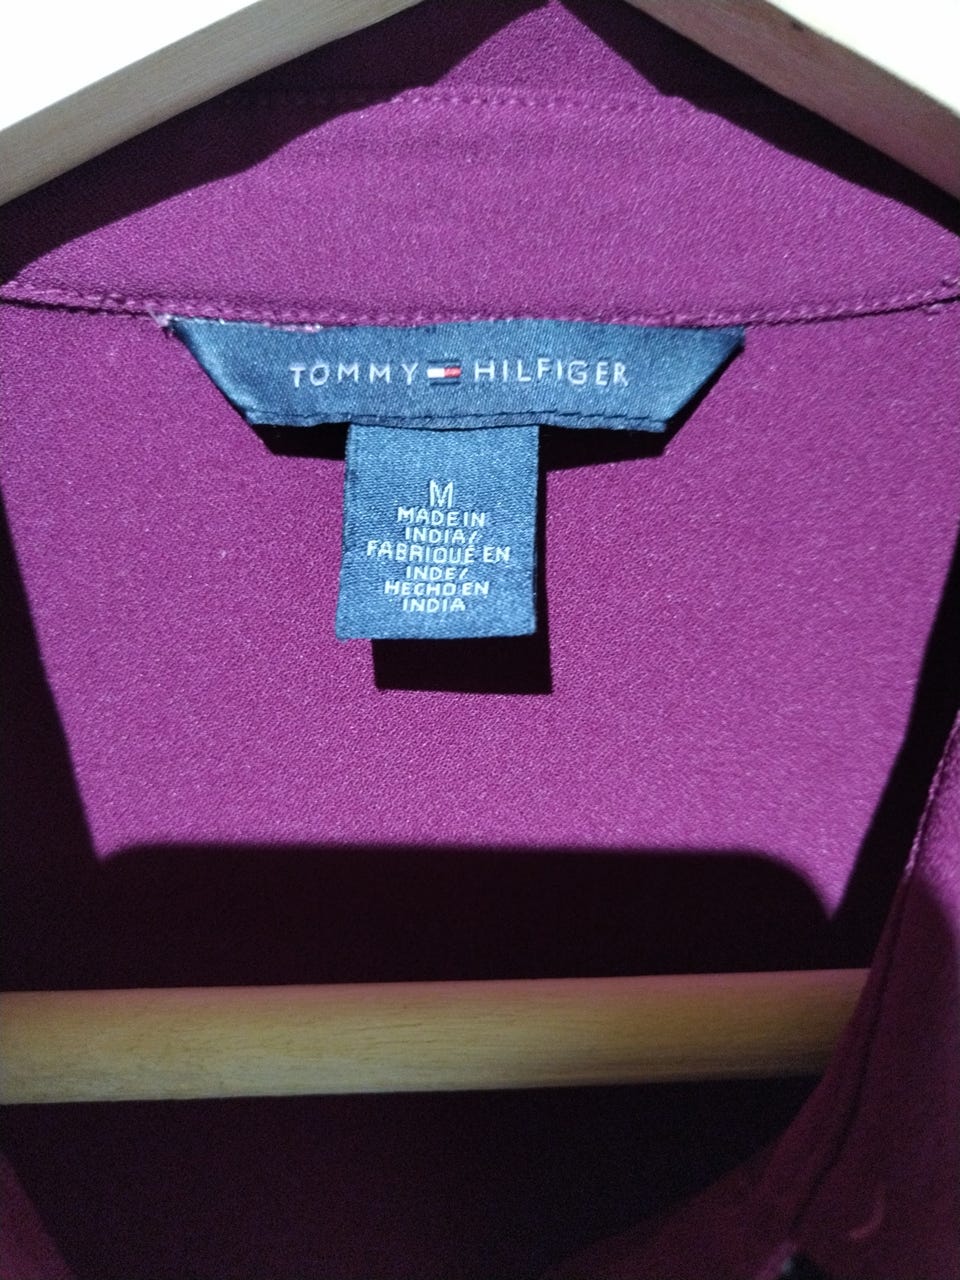 TOMMY HILFIGER
M
MADE IN
INDIA/
FABRIQUÉ EN
INDE/
HECHO EN
INDIA